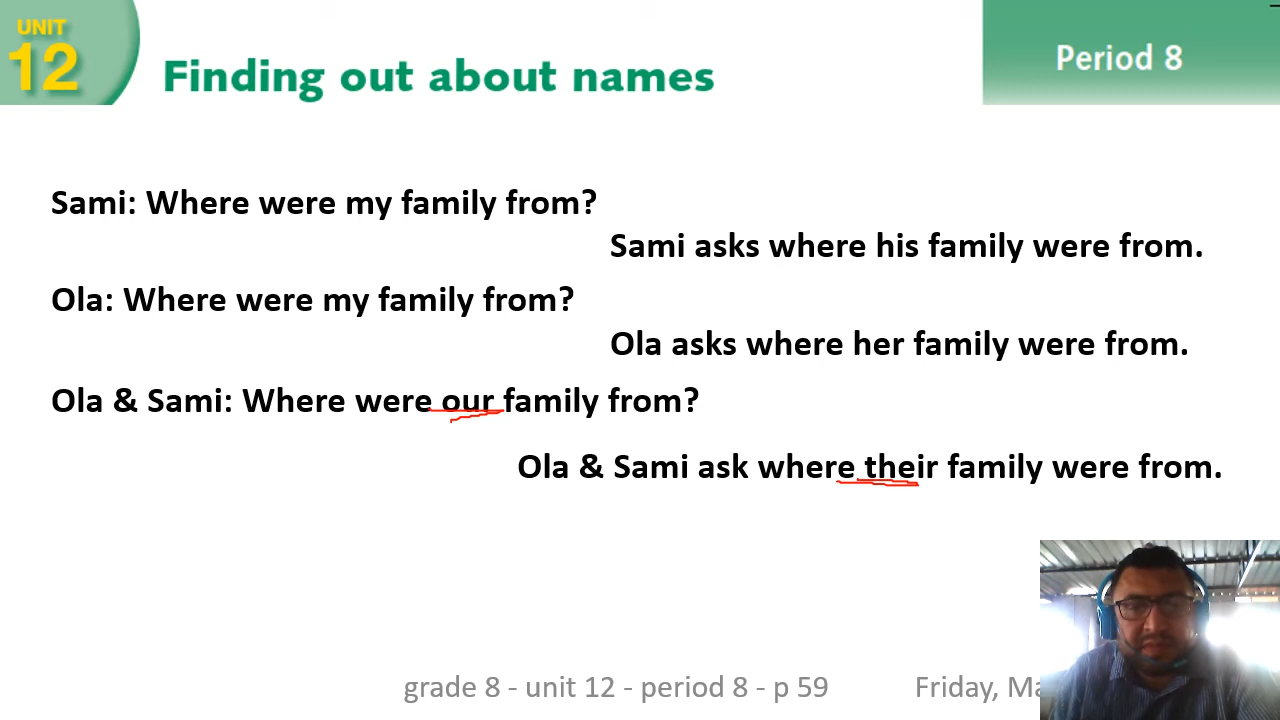 UNIT
12
Finding out about names
Period 8
Sami: Where were my family from?
Sami asks where his family were from.
Ola: Where were my family from?
Ola asks where her family were from.
Ola & Sami: Where were our family from?
Ola & Sami ask where their family were from.
grade 8 - unit 12 - period 8 - p 59
Friday,